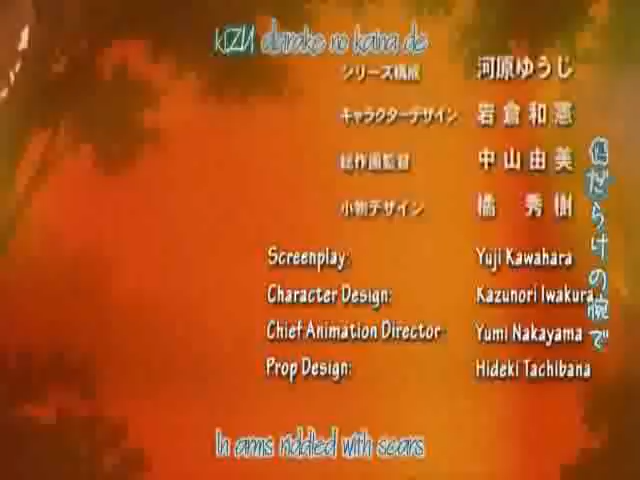 KIZU darake no kaina de
シリーズ構成 河原ゆうじ
キャラクターデザイン 岩倉和憲
総作画監督 中山由美
小物デザイン 橘 秀樹
傷だらけの腕で
Screenplay: Yuji Kawahara
Character Design: Kazunori Iwakura
Chief Animation Director: Yumi Nakayama
Prop Design: Hideki Tachibana
In arms riddled with scars